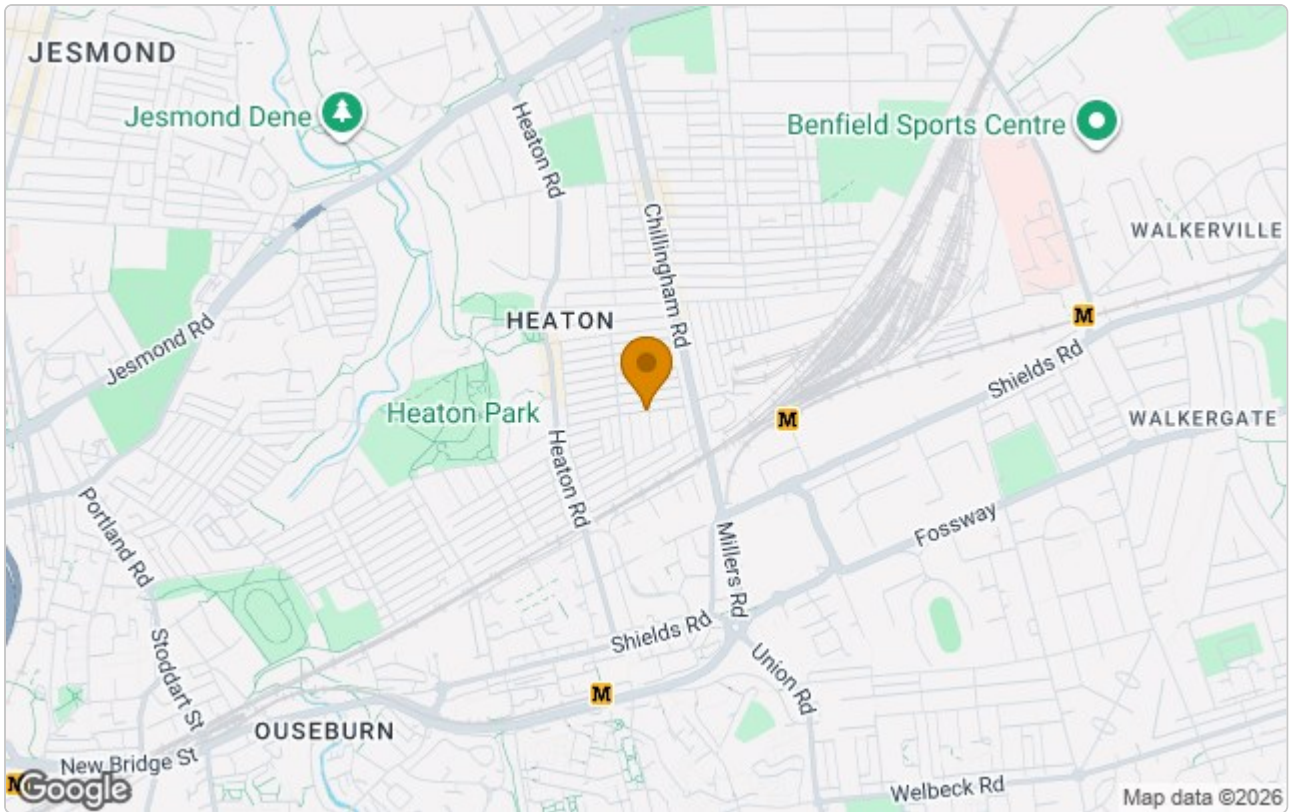 JESMOND
Jesmond Dene
Heaton Rd
Benfield Sports Centre
Chillingham Rd
WALKERVILLE
Jesmond Rd
HEATON
M
Shields Rd
Heaton Park
M
WALKERGATE
Heaton Rd
Portland Rd
Fossway
Millers Rd
Shields Rd
Stoddart St
Union Rd
M
OUSEBURN
New Bridge St
M
Google
Welbeck Rd
Map data ©2026